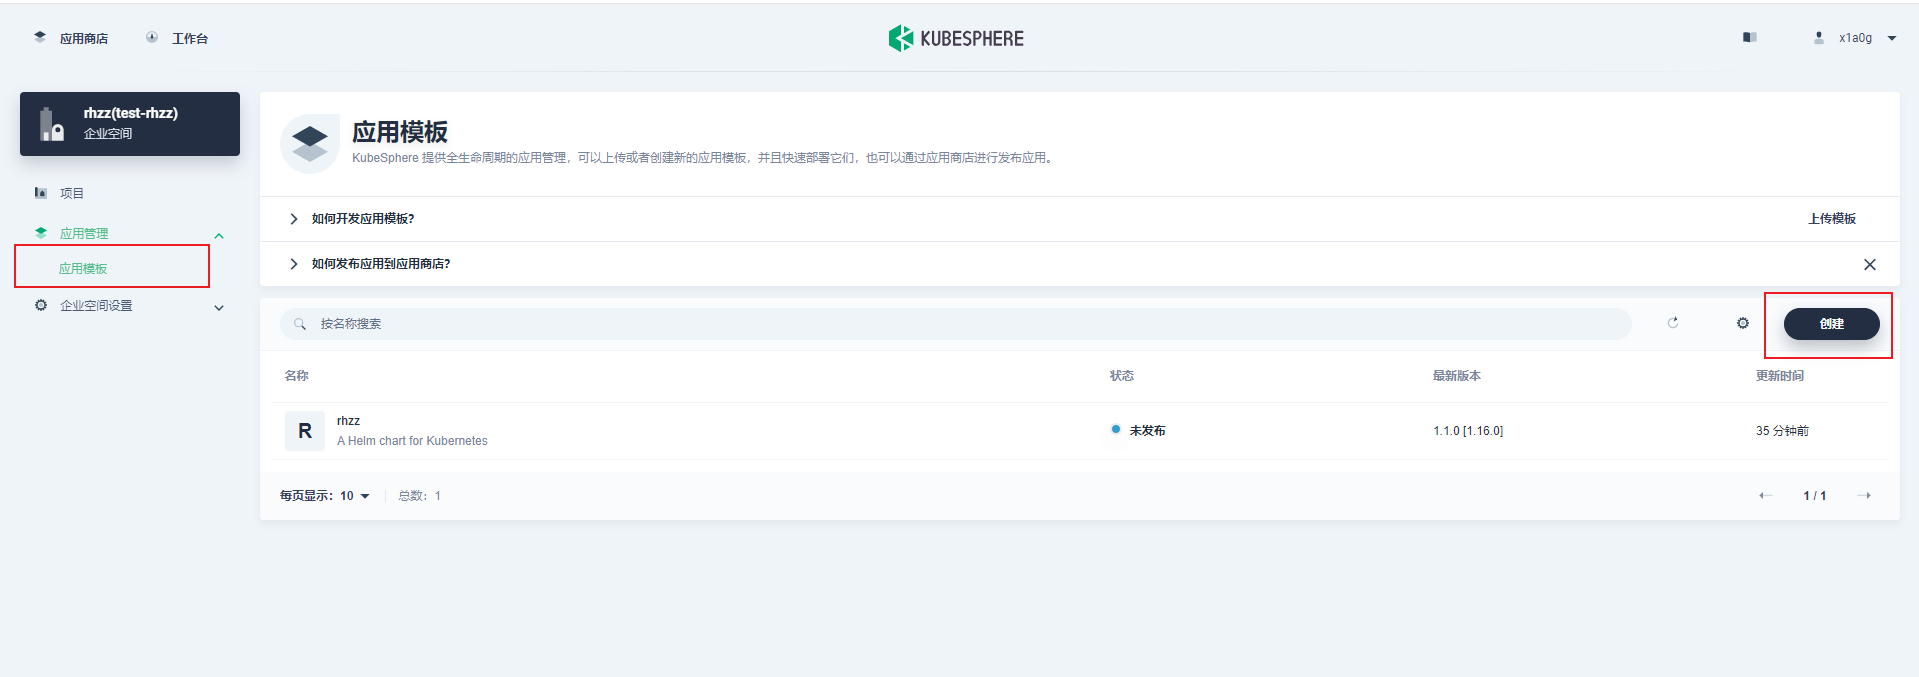 应用商店 工作台 KUBESPHERE x1a0g
rhzz(test-rhzz)
企业空间
项目
应用管理
应用模板
企业空间设置
应用模板
KubeSphere 提供全生命周期的应用管理，可以上传或者创建新的应用模板，并且快速部署它们，也可以通过应用商店进行发布应用。
如何开发应用模板? 上传模板
如何发布应用到应用商店?
按名称搜索 创建
名称 状态 最新版本 更新时间
R rhzz 未发布 1.1.0 [1.16.0] 35 分钟前
A Helm chart for Kubernetes
每页显示：10 总数：1 1 / 1